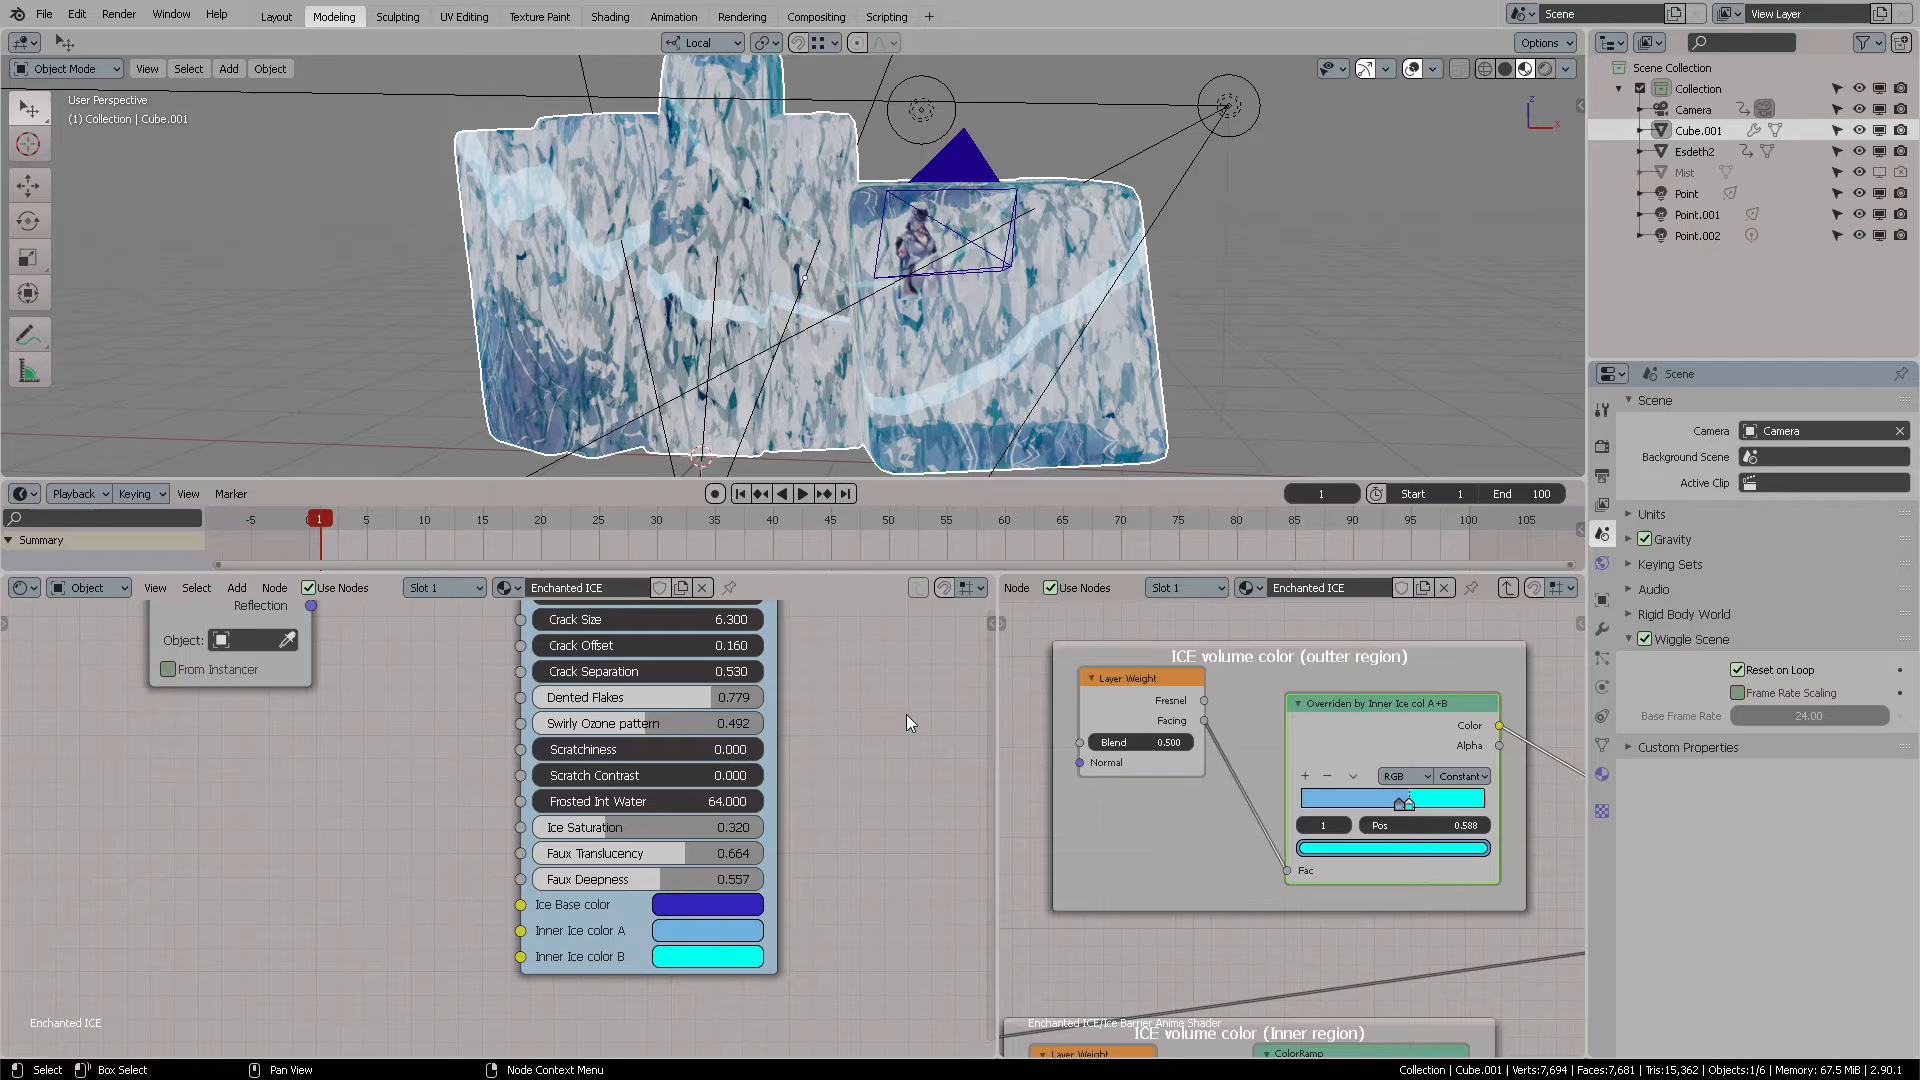 File Edit Render Window Help
Layout Modeling Sculpting UV Editing Texture Paint Shading Animation Rendering Compositing Scripting +
Scene View Layer
Local Options
Object Mode View Select Add Object
User Perspective
(1) Collection | Cube.001
Z
X
Scene Collection
Collection
Camera
Cube.001
Esdeth2
Mist
Point
Point.001
Point.002
Scene
Scene
Camera Camera
Background Scene
Active Clip
Units
Gravity
Keying Sets
Audio
Rigid Body World
Wiggle Scene
Reset on Loop
Frame Rate Scaling
Base Frame Rate 24.00
Custom Properties
Playback Keying View Marker
1 Start 1 End 100
-5 0 1 5 10 15 20 25 30 35 40 45 50 55 60 65 70 75 80 85 90 95 100 105
Summary
Object View Select Add Node Use Nodes Slot 1 Enchanted ICE
Reflection
Object:
From Instancer
Crack Size 6.300
Crack Offset 0.160
Crack Separation 0.530
Dented Flakes 0.779
Swirly Ozone pattern 0.492
Scratchiness 0.000
Scratch Contrast 0.000
Frosted Int Water 64.000
Ice Saturation 0.320
Faux Translucency 0.664
Faux Deepness 0.557
Ice Base color
Inner Ice color A
Inner Ice color B
Enchanted ICE
Node Use Nodes Slot 1 Enchanted ICE
ICE volume color (outter region)
Layer Weight
Fresnel
Facing
Blend 0.500
Normal
Overriden by Inner Ice col A+B
Color
Alpha
+ − RGB Constant
1 Pos 0.588
Fac
Enchanted ICE/Ice Barrier Anime Shader
ICE volume color (Inner region)
Layer Weight
ColorRamp
Select Box Select Pan View Node Context Menu
Collection | Cube.001 | Verts:7,694 | Faces:7,681 | Tris:15,362 | Objects:1/6 | Memory: 67.5 MiB | 2.90.1